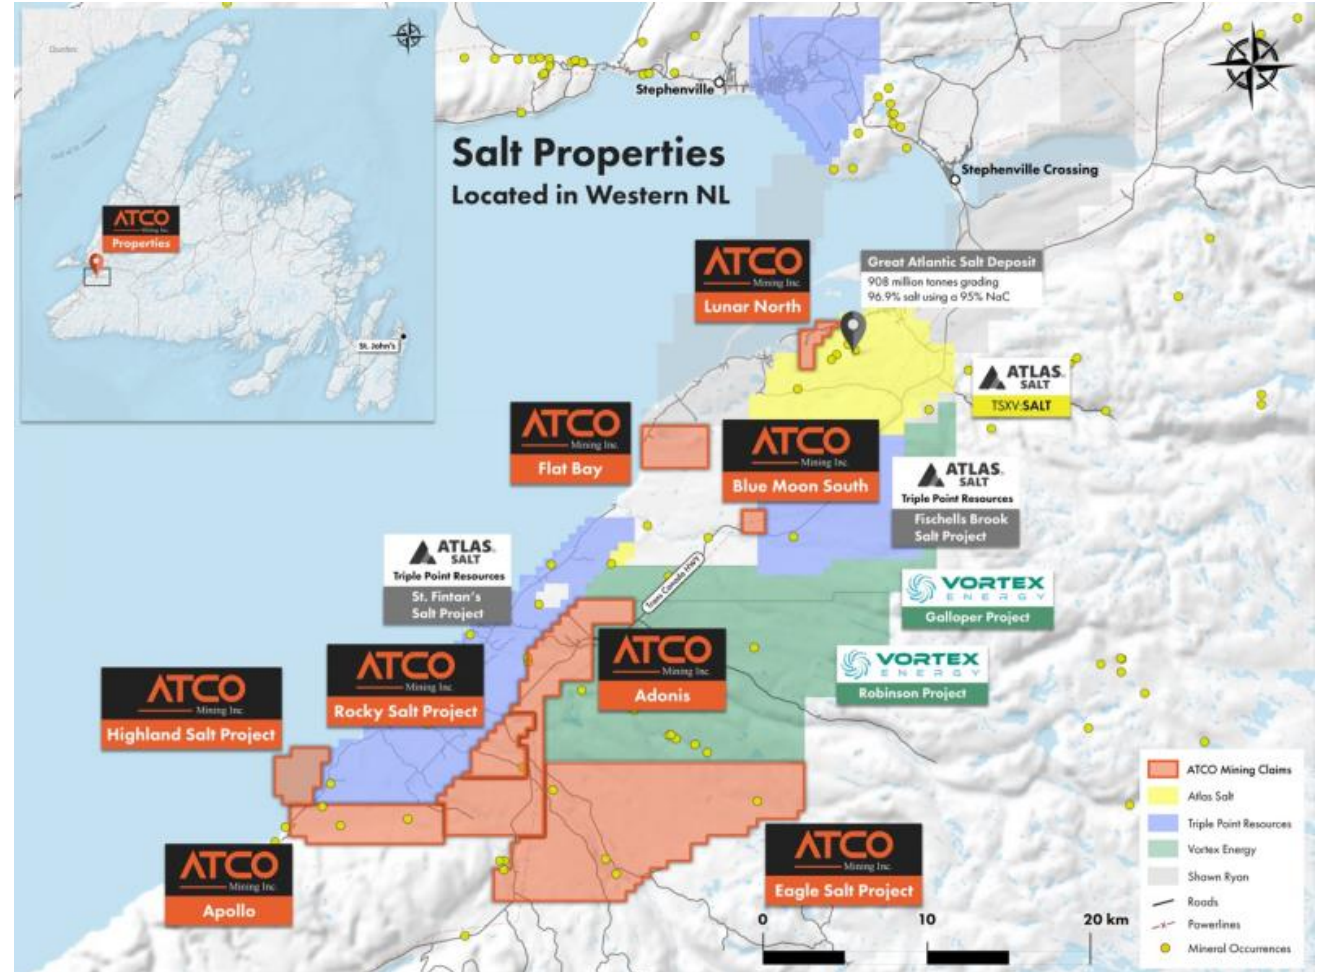 Quebec
ATCO
Mining Inc.
Properties
St. John's
Salt Properties
Located in Western NL
Stephenville
Stephenville Crossing
ATCO
Mining Inc.
Lunar North
Great Atlantic Salt Deposit
908 million tonnes grading
96.9% salt using a 95% NaC
ATLAS
SALT
TSXV:SALT
ATCO
Mining Inc.
Flat Bay
ATCO
Mining Inc.
Blue Moon South
ATLAS
SALT
Triple Point Resources
Fischells Brook
Salt Project
ATLAS
SALT
Triple Point Resources
St. Fintan's
Salt Project
Trans Canada HWY
VORTEX
ENERGY
Galloper Project
VORTEX
ENERGY
Robinson Project
ATCO
Mining Inc.
Adonis
ATCO
Mining Inc.
Rocky Salt Project
ATCO
Mining Inc.
Highland Salt Project
ATCO
Mining Inc.
Apollo
ATCO
Mining Inc.
Eagle Salt Project
ATCO Mining Claims
Atlas Salt
Triple Point Resources
Vortex Energy
Shawn Ryan
Roads
Powerlines
Mineral Occurrences
0 10 20 km